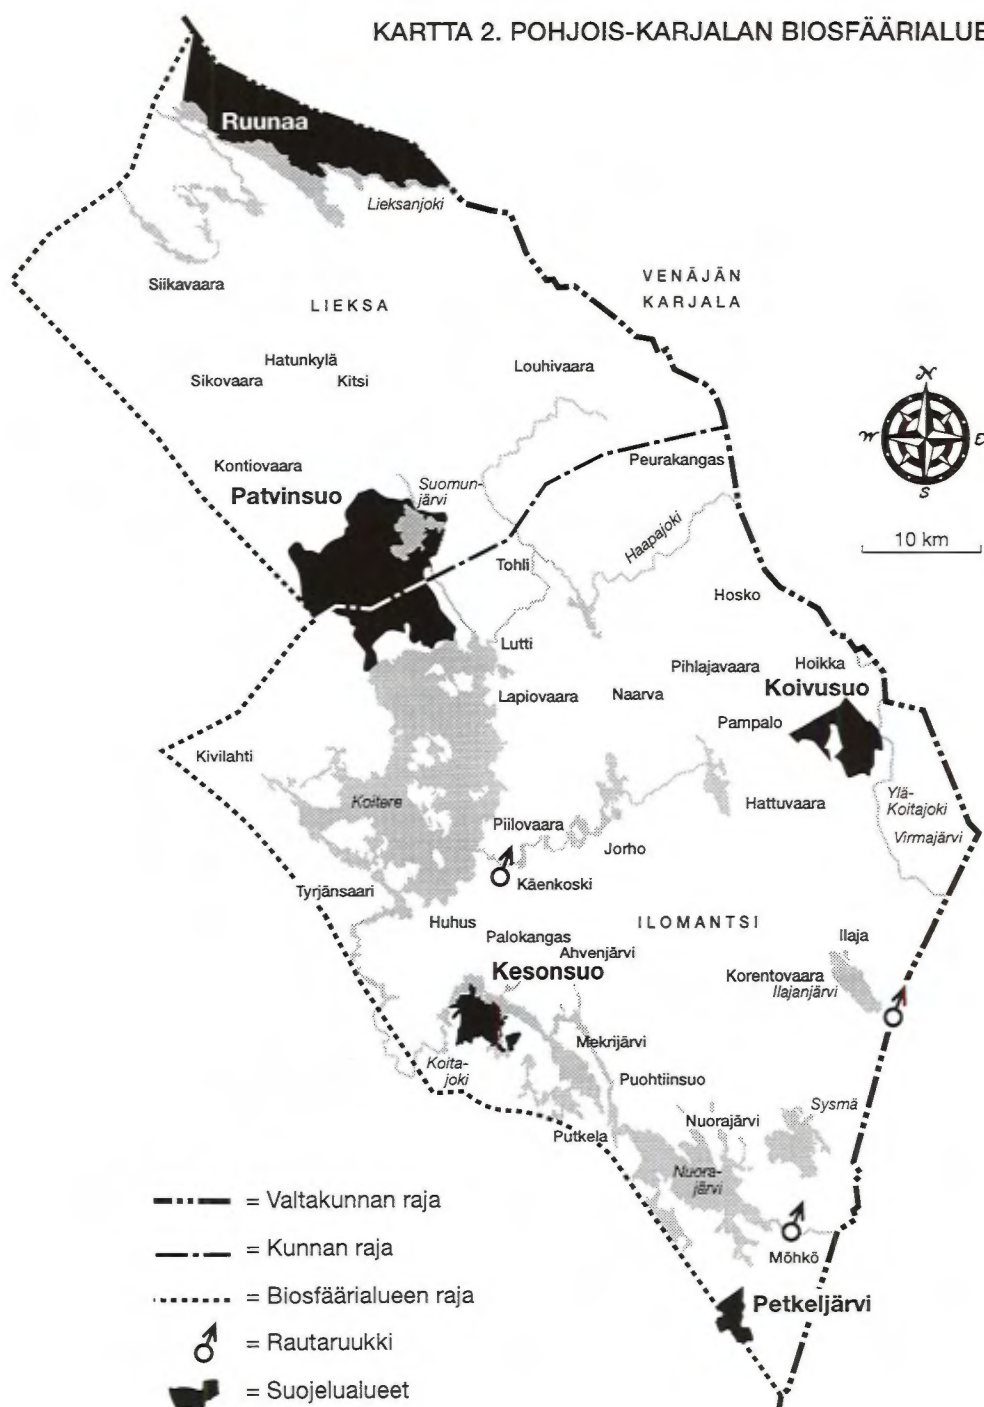 KARTTA 2. POHJOIS-KARJALAN BIOSFÄÄRIALUE
Ruunaa
Lieksanjoki
VENÄJÄN
KARJALA
Siikavaara
LIEKSA
Hatunkylä
Louhivaara
Sikovaara
Kitsi
N
W
E
S
Kontiovaara
Peurakangas
Patvinsuo
Suomun-
järvi
Haapajoki
10 km
Tohli
Hosko
Lutti
Pihlajavaara
Hoikka
Koivusuo
Lapiovaara
Naarva
Pampalo
Kivilahti
Koitere
Hattuvaara
Ylä-
Koitajoki
Virmajärvi
Piilovaara
Jorho
Käenkoski
Tyrjänsaari
Huhus
ILOMANTSI
Palokangas
Ahvenjärvi
Ilaja
Kesonsuo
Korentovaara
Ilajanjärvi
Mekrijärvi
Koita-
joki
Puohtiinsuo
Sysmä
Nuorajärvi
Putkela
Nuora-
järvi
Möhkö
Petkeljärvi
= Valtakunnan raja
= Kunnan raja
= Biosfäärialueen raja
= Rautaruukki
= Suojelualueet